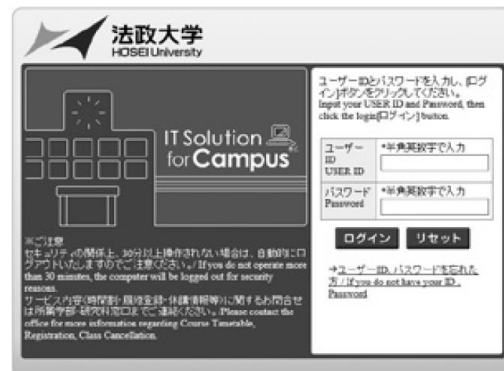 法政大学
HOSEI University
IT Solution
for Campus
※ご注意
セキュリティの関係上、30分以上操作されない場合は、自動的にロ
グアウトいたしますのでご注意ください。/ If you do not operate more
than 30 minutes, the computer will be logged out for security
reasons.
サービス内容(時間割・履修登録・休講情報等)に関するお問合せ
は所属学部・研究科窓口までご連絡ください。/Please contact the
office for more information regarding Course Timetable,
Registration, Class Cancellation.
ユーザーIDとパスワードを入力し、[ログ
イン]ボタンをクリックしてください。
Input your USER ID and Password, then
click the login[ログイン] button.
ユーザー
ID
USER ID
*半角英数字で入力
パスワード
Password
*半角英数字で入力
ログイン リセット
→ユーザーID、パスワードを忘れた
方 / If you do not have your ID ,
Password